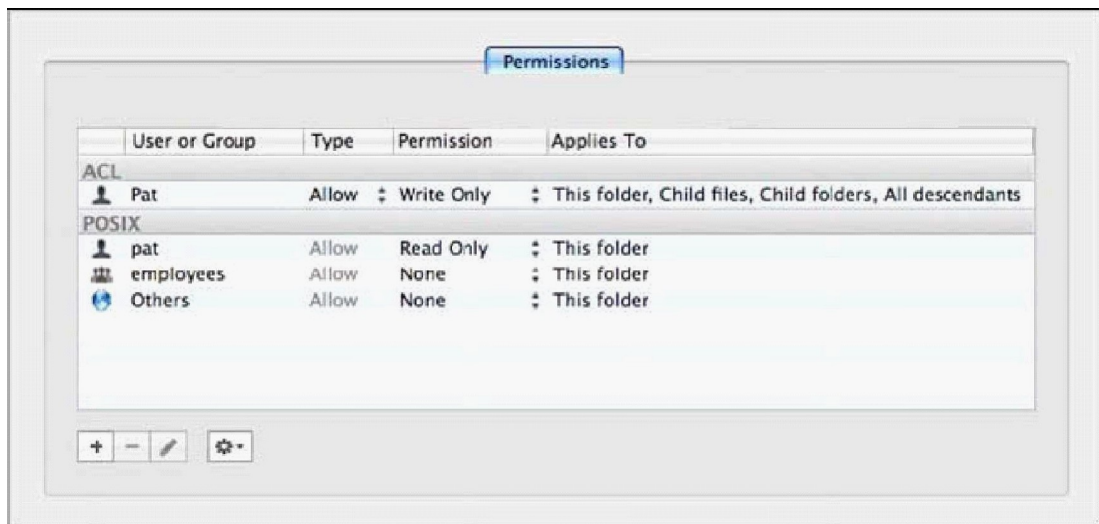 Permissions
User or Group Type Permission Applies To
ACL
Pat Allow Write Only This folder, Child files, Child folders, All descendants
POSIX
pat Allow Read Only This folder
employees Allow None This folder
Others Allow None This folder